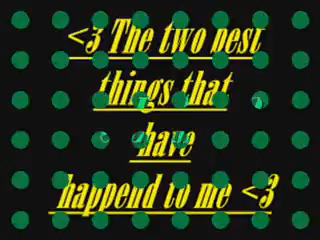 <3 The two best
things that
have
happend to me <3